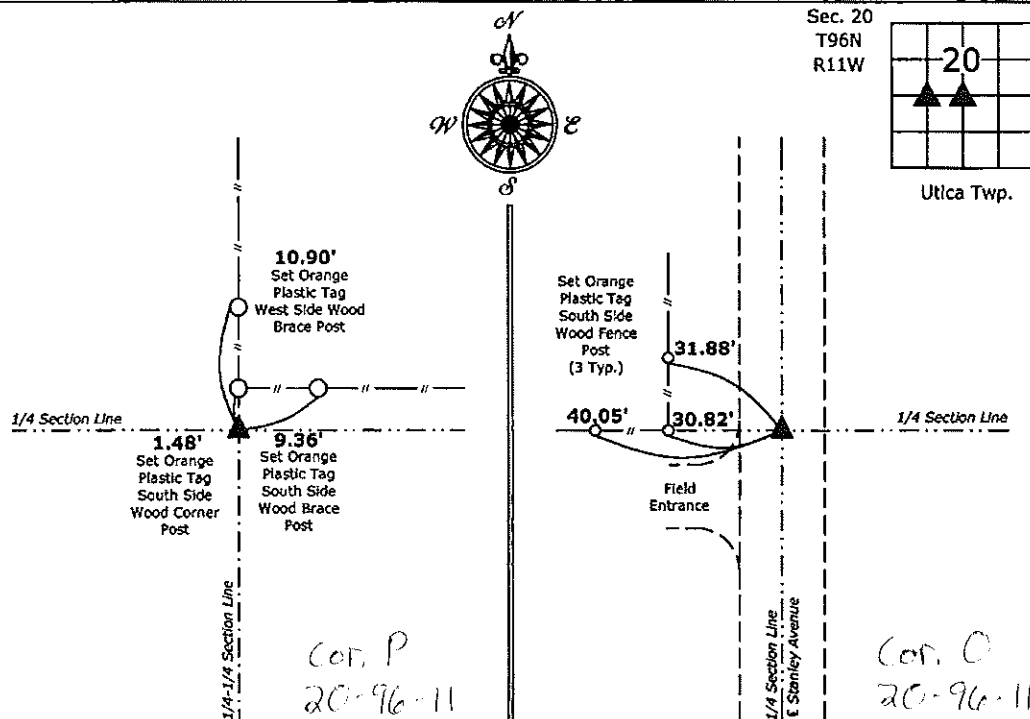 Sec. 20
T96N
R11W
20
Utica Twp.
N
W
E
S
10.90'
Set Orange
Plastic Tag
West Side Wood
Brace Post
1/4 Section Line
1.48'
Set Orange
Plastic Tag
South Side
Wood Corner
Post
9.36'
Set Orange
Plastic Tag
South Side
Wood Brace
Post
1/4-1/4 Section Line
Cor. P
20-96-11
Set Orange
Plastic Tag
South Side
Wood Fence
Post
(3 Typ.)
31.88'
40.05'
30.82'
1/4 Section Line
Field
Entrance
1/4 Section Line
£ Stanley Avenue
Cor. O
20-96-11